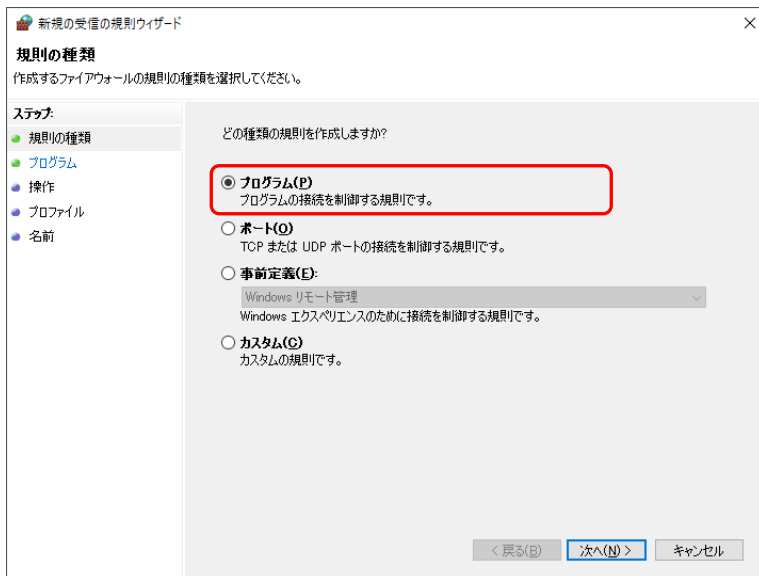 新規の受信の規則ウィザード
規則の種類
作成するファイアウォールの規則の種類を選択してください。
ステップ:
規則の種類
プログラム
操作
プロファイル
名前
どの種類の規則を作成しますか?
プログラム(P)
プログラムの接続を制御する規則です。
ポート(O)
TCP または UDP ポートの接続を制御する規則です。
事前定義(E):
Windows リモート管理
Windows エクスペリエンスのために接続を制御する規則です。
カスタム(C)
カスタムの規則です。
< 戻る(B) 次へ(N) > キャンセル